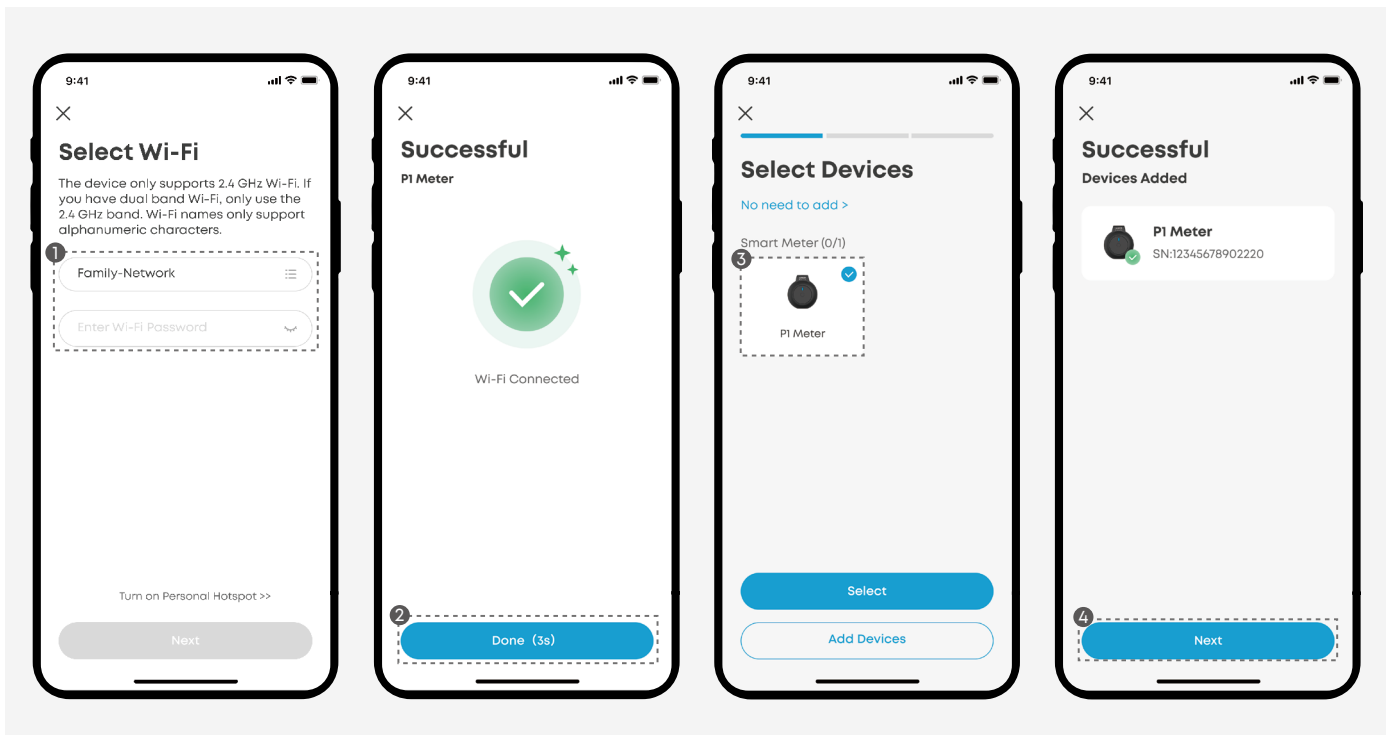 9:41
Select Wi-Fi
The device only supports 2.4 GHz Wi-Fi. If
you have dual band Wi-Fi, only use the
2.4 GHz band. Wi-Fi names only support
alphanumeric characters.
1
Family-Network
Enter Wi-Fi Password
Turn on Personal Hotspot >>
Next
9:41
Successful
P1 Meter
Wi-Fi Connected
2
Done (3s)
9:41
Select Devices
No need to add >
Smart Meter (0/1)
3
P1 Meter
Select
Add Devices
9:41
Successful
Devices Added
P1 Meter
SN:12345678902220
4
Next